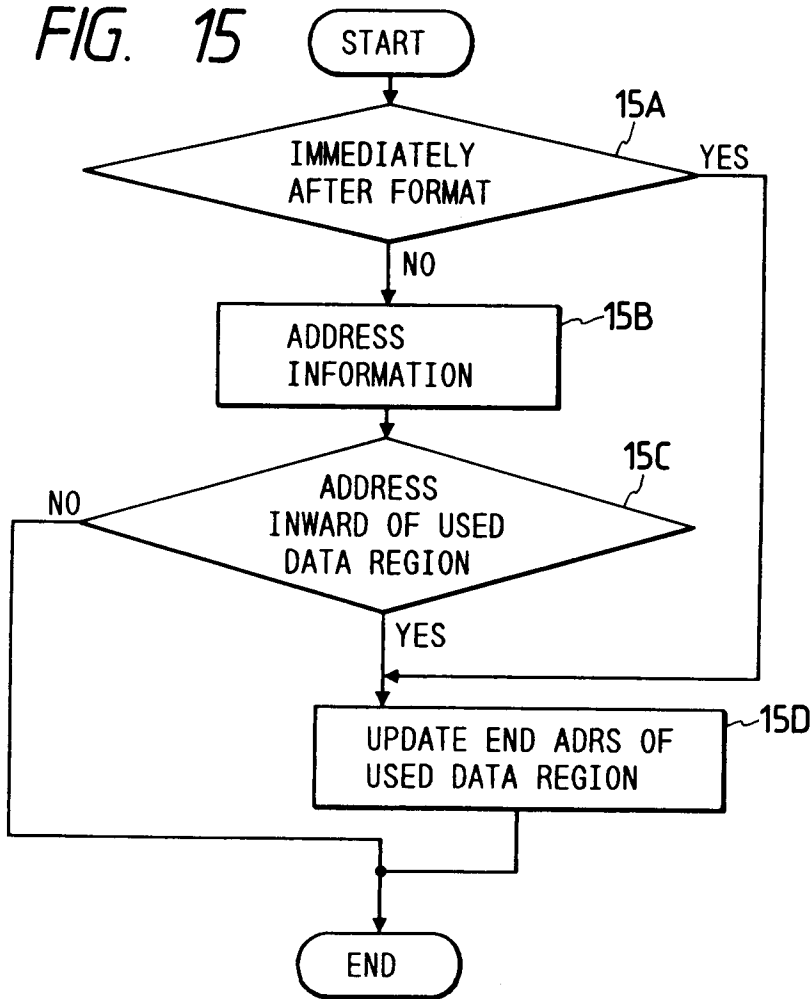 FIG. 15
START
15A
IMMEDIATELY
AFTER FORMAT
YES
NO
15B
ADDRESS
INFORMATION
15C
NO
ADDRESS
INWARD OF USED
DATA REGION
YES
15D
UPDATE END ADRS OF
USED DATA REGION
END